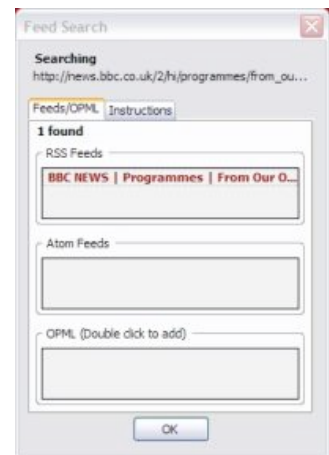 Feed Search
Searching
http://news.bbc.co.uk/2/hi/programmes/from_ou...
Feeds/OPML Instructions
1 found
RSS Feeds
BBC NEWS | Programmes | From Our O...
Atom Feeds
OPML (Double click to add)
OK